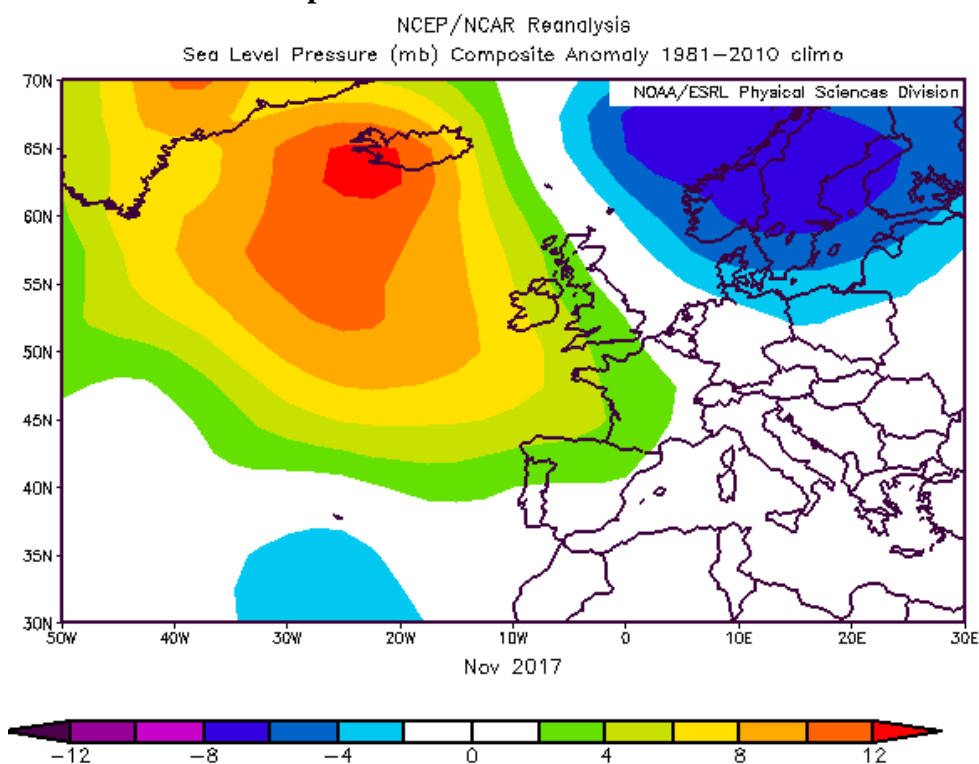 NCEP/NCAR Reanalysis
Sea Level Pressure (mb) Composite Anomaly 1981-2010 climo
NOAA/ESRL Physical Sciences Division
70N
65N
60N
55N
50N
45N
40N
35N
30N
50W 40W 30W 20W 10W 0 10E 20E 30E
Nov 2017
-12 -8 -4 0 4 8 12